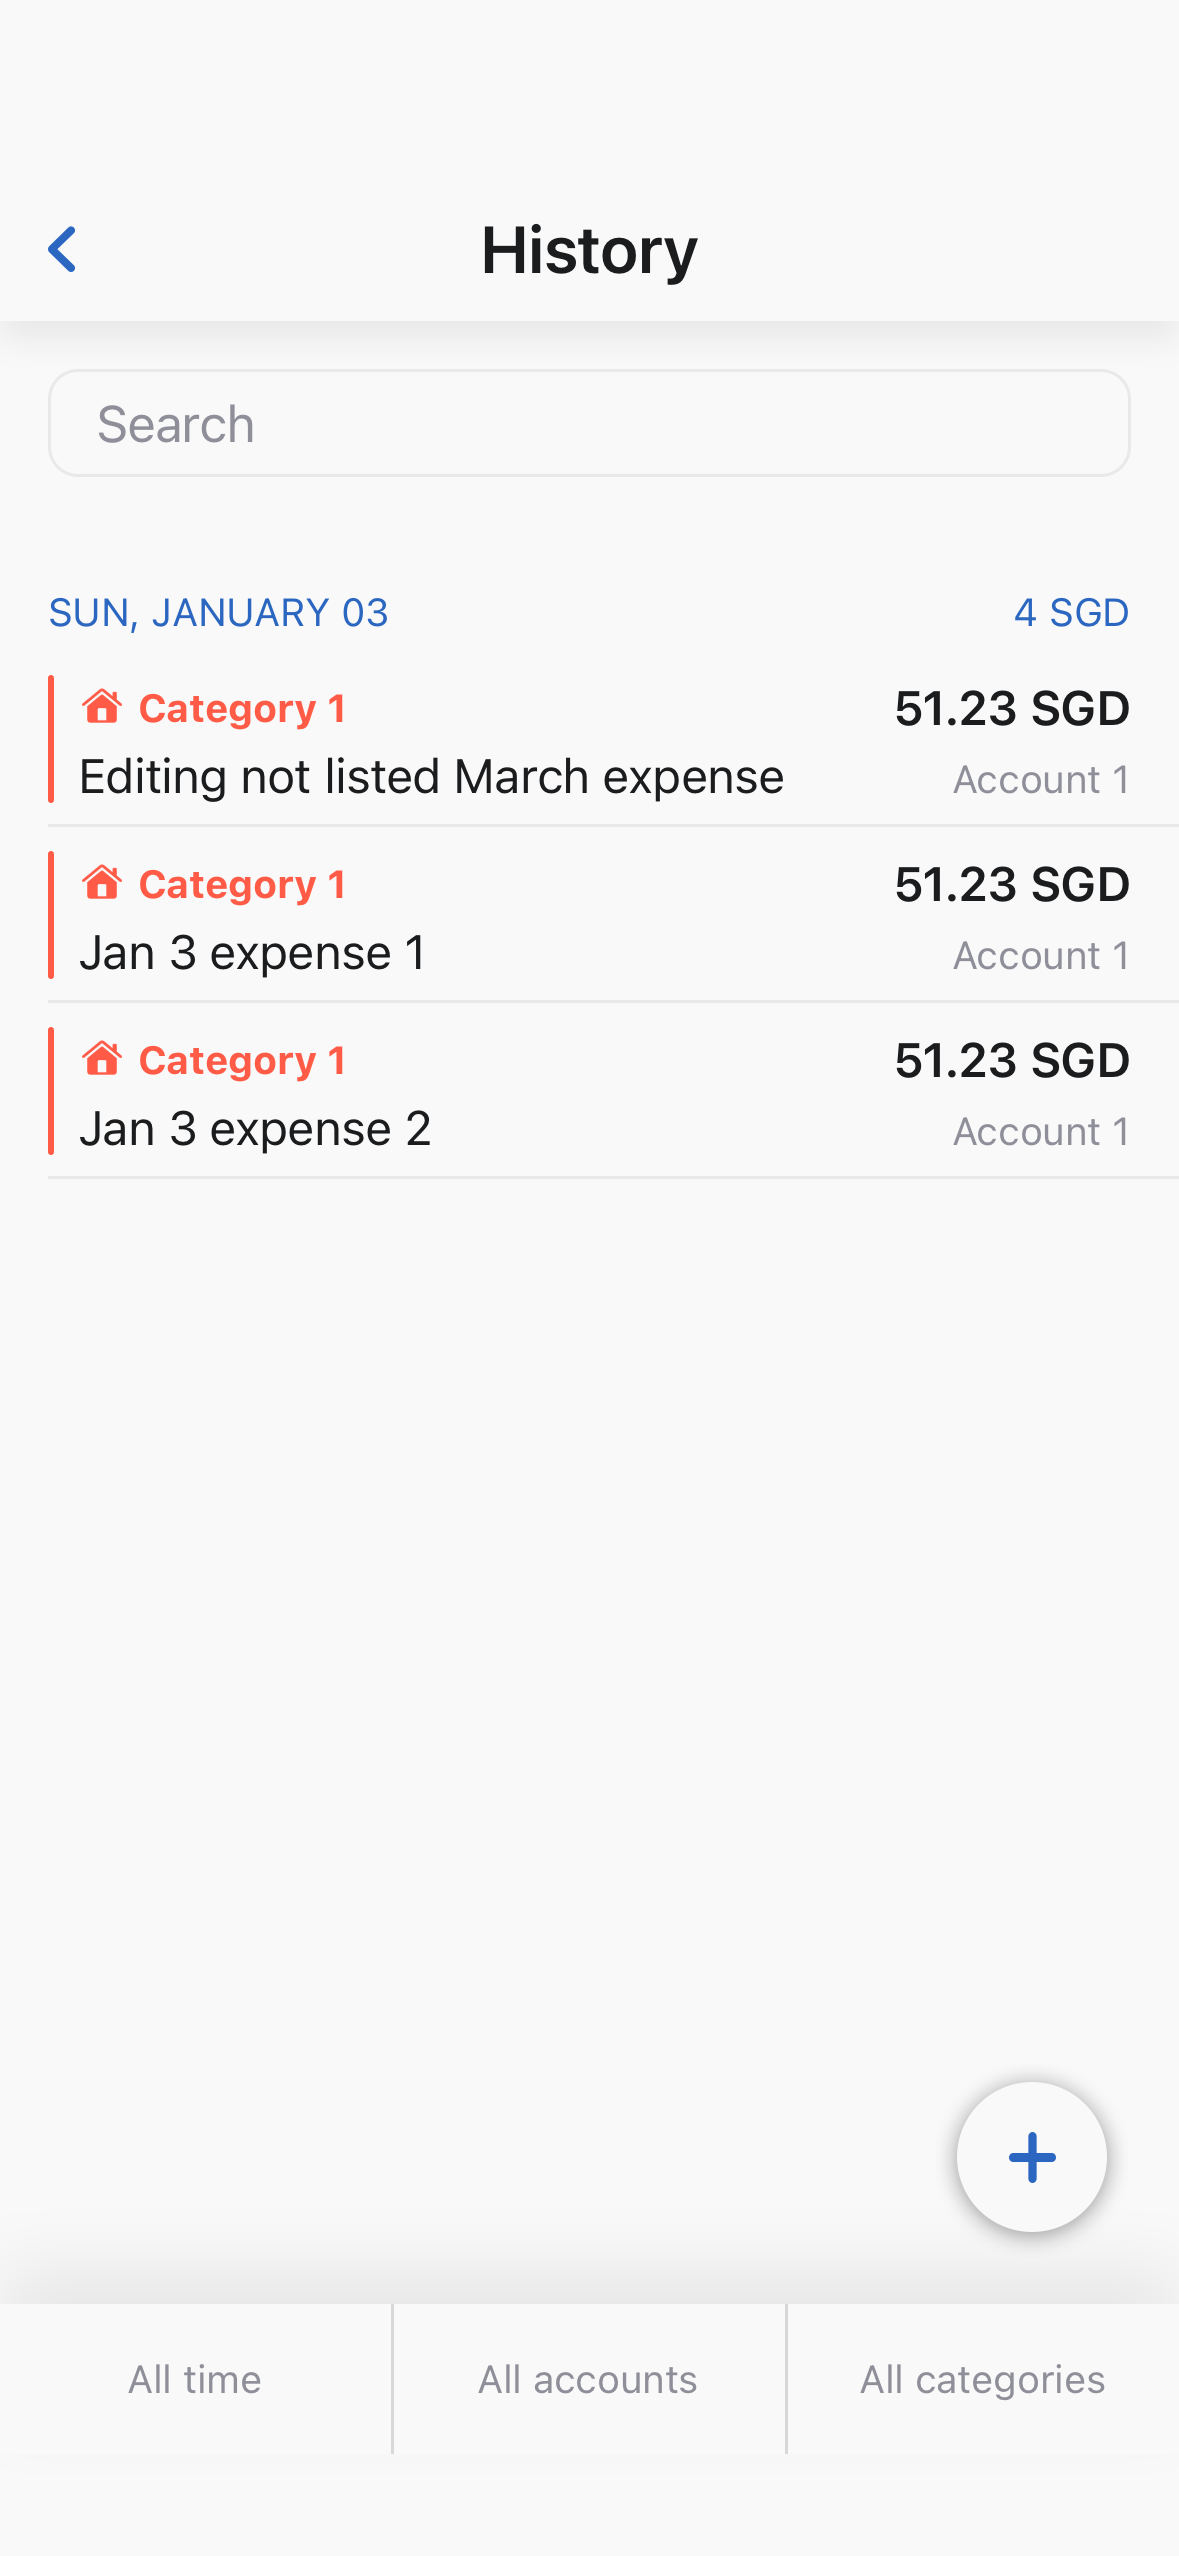 History
Search
SUN, JANUARY 03 4 SGD
Category 1 51.23 SGD
Editing not listed March expense Account 1
Category 1 51.23 SGD
Jan 3 expense 1 Account 1
Category 1 51.23 SGD
Jan 3 expense 2 Account 1
All time All accounts All categories